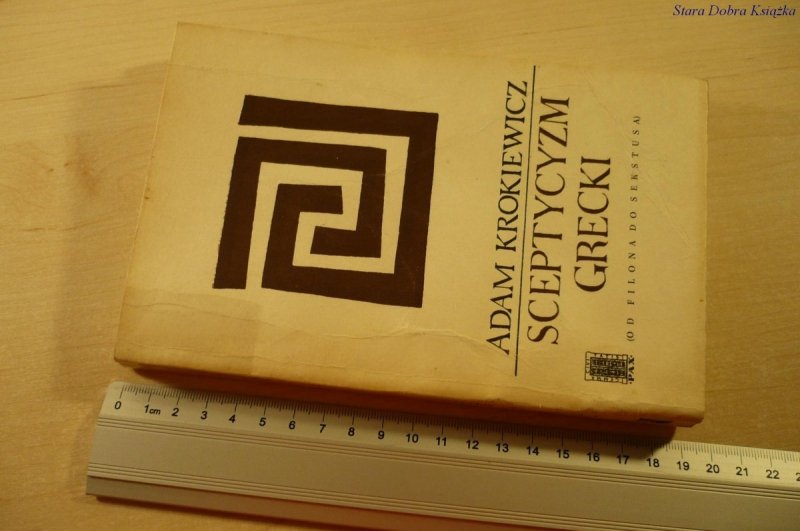 Stara Dobra Książka
ADAM KROKIEWICZ
SCEPTYCYZM
GRECKI
(OD FILONA DO SEKSTUSA)
PAX
0 1cm 2 3 4 5 6 7 8 9 10 11 12 13 14 15 16 17 18 19 20 21 22